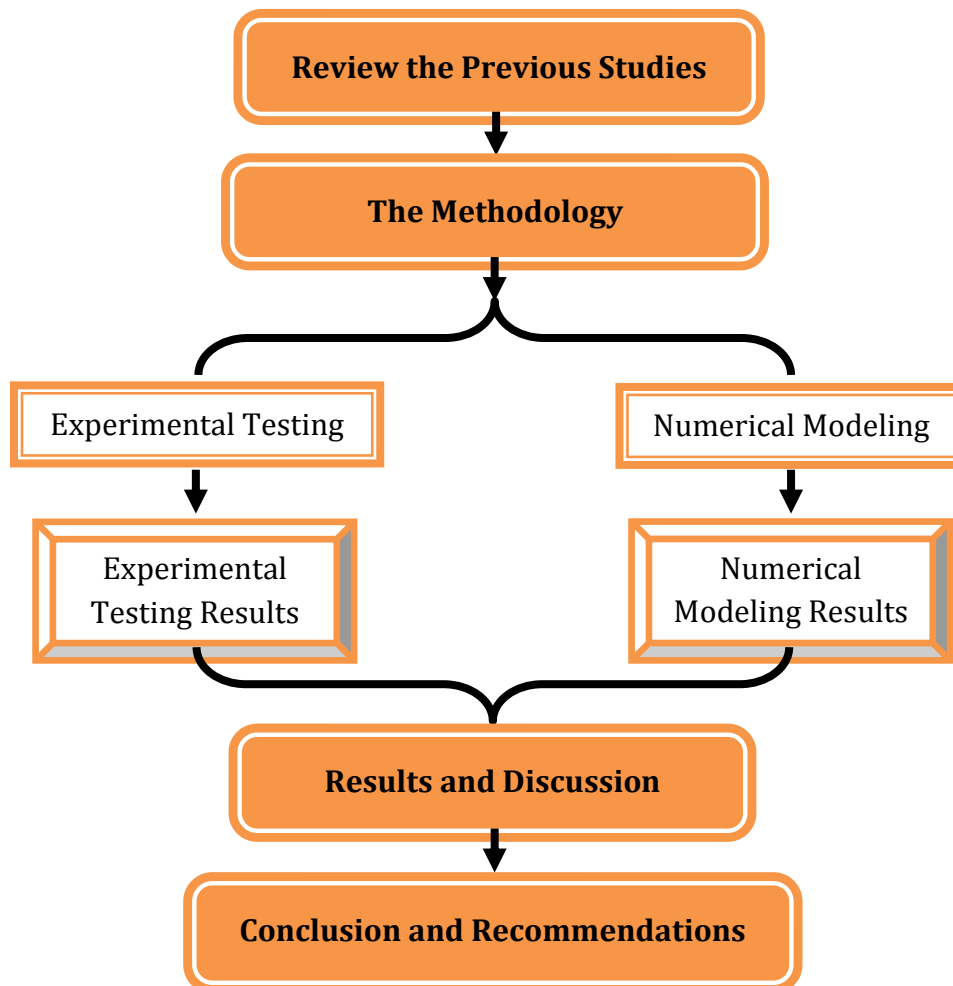 Review the Previous Studies
The Methodology
Experimental Testing
Numerical Modeling
Experimental
Testing Results
Numerical
Modeling Results
Results and Discussion
Conclusion and Recommendations